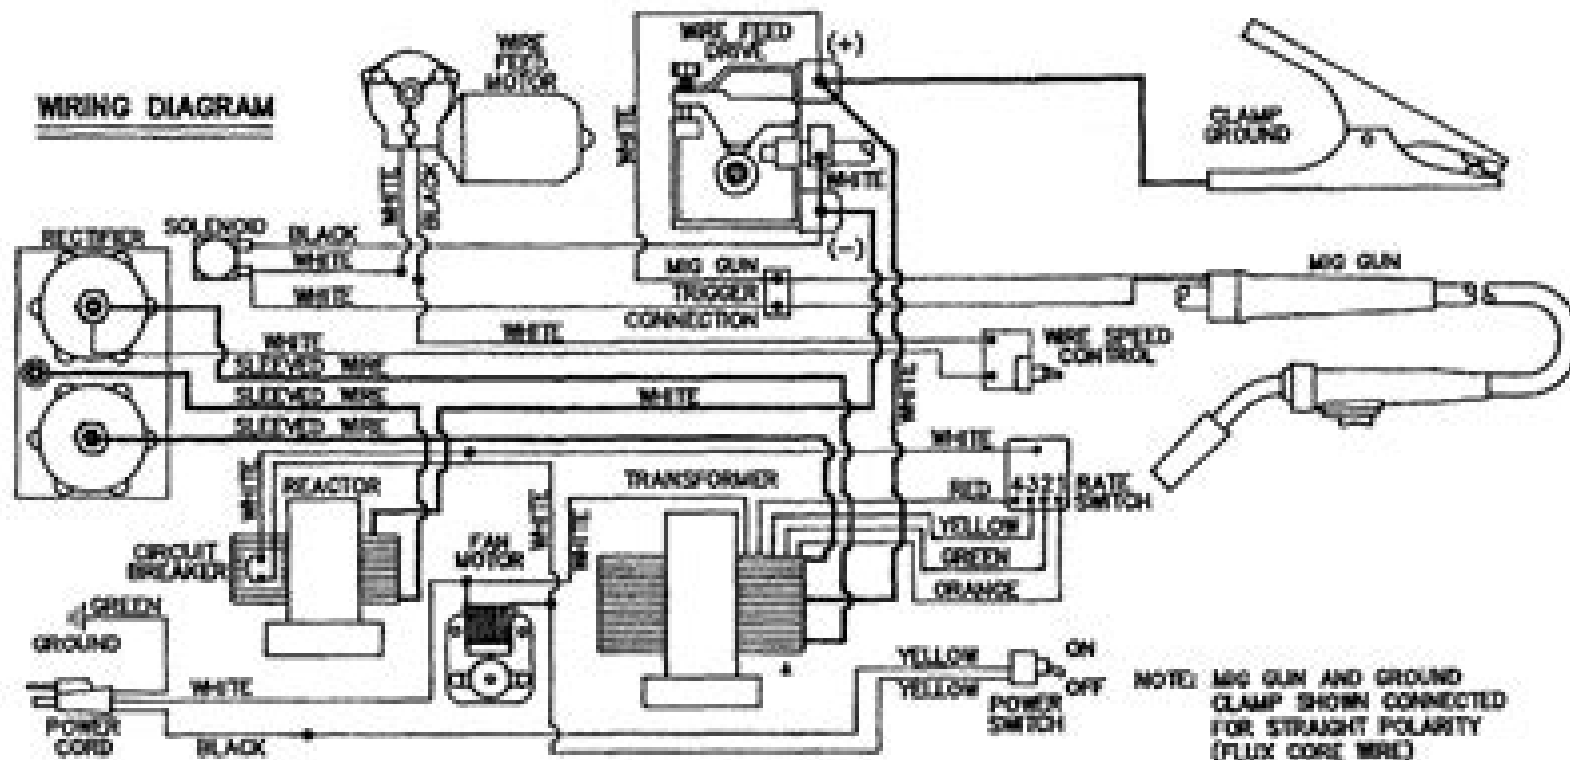 WIRING DIAGRAM
WIRE
FEED
MOTOR
WIRE FEED
DRIVE
(+)
CLAMP
GROUND
WHITE
WHITE
BLACK
WHITE
SOLENOID
RECTIFIER
BLACK
WHITE
(-)
MIG GUN
TRIGGER
CONNECTION
MIG GUN
WHITE
WHITE
WHITE
WIRE SPEED
CONTROL
SLEEVED WIRE
SLEEVED WIRE
SLEEVED WIRE
WHITE
WHITE
WHITE
WHITE
REACTOR
TRANSFORMER
RED
4321
RATE
SWITCH
YELLOW
GREEN
ORANGE
WHITE
WHITE
FAN
MOTOR
CIRCUIT
BREAKER
GREEN
GROUND
WHITE
POWER
CORD
BLACK
YELLOW
YELLOW
ON
OFF
POWER
SWITCH
NOTE: MIG GUN AND GROUND
CLAMP SHOWN CONNECTED
FOR STRAIGHT POLARITY
(FLUX CORE WIRE)